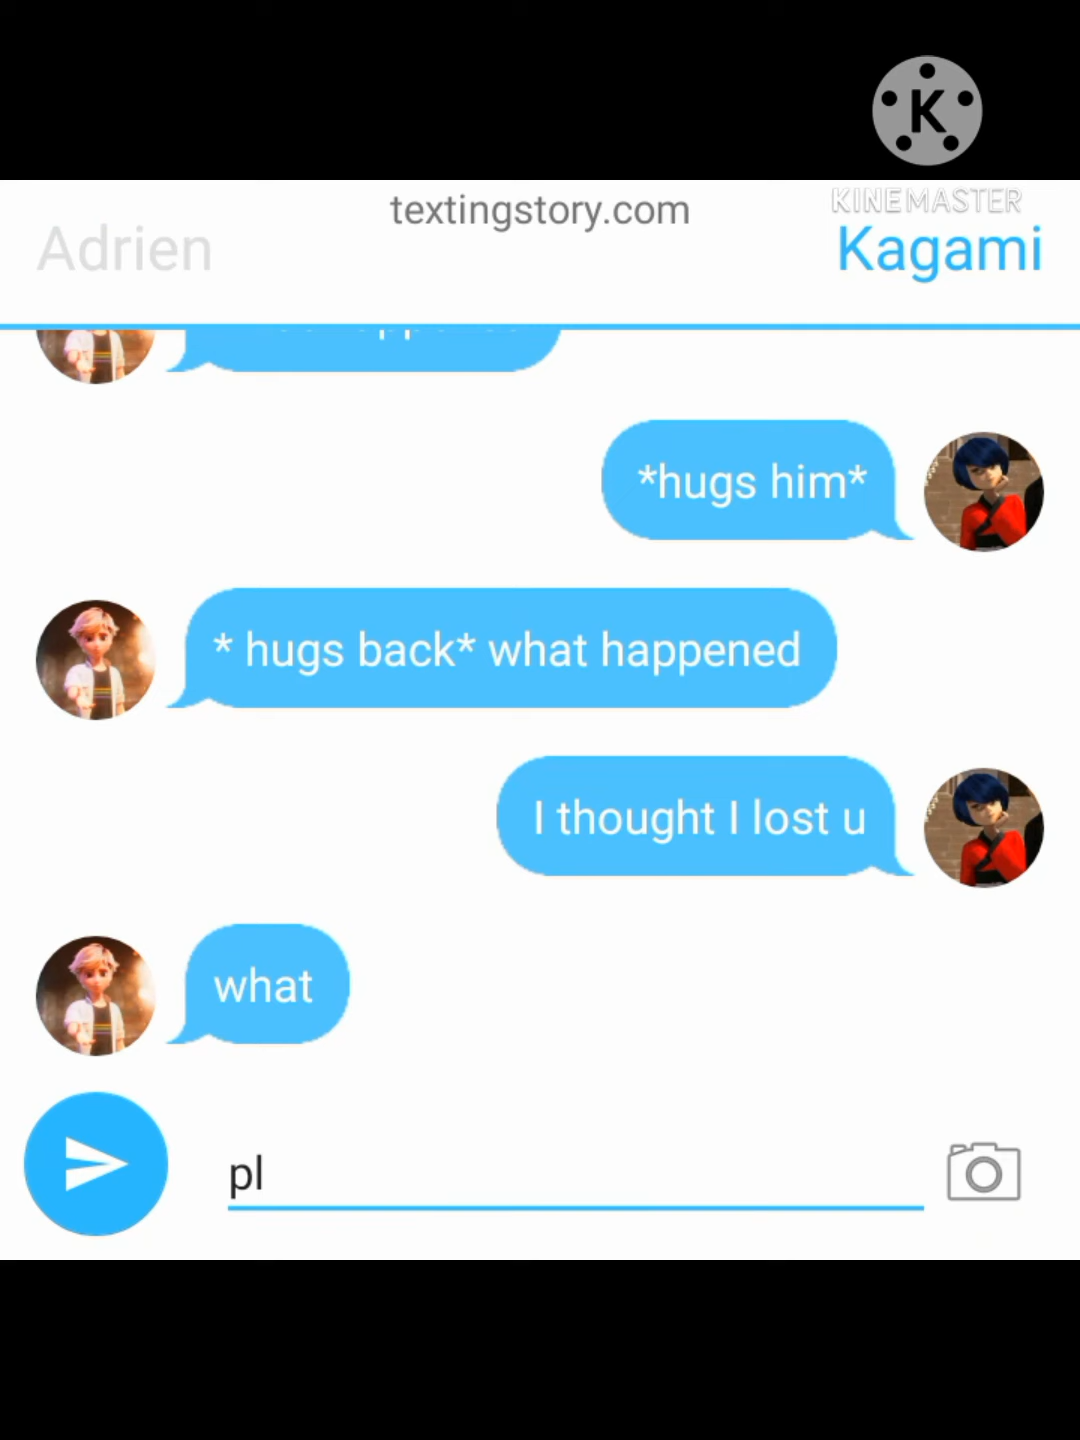 K
KINEMASTER
textingstory.com
Adrien
Kagami
*hugs him*
* hugs back* what happened
I thought I lost u
what
pl